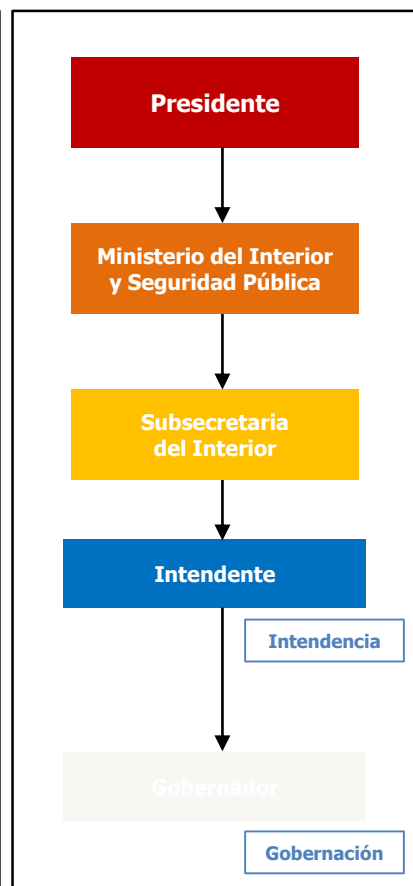 Presidente
Ministerio del Interior
y Seguridad Pública
Subsecretaria
del Interior
Intendente
Intendencia
Gobernador
Gobernación